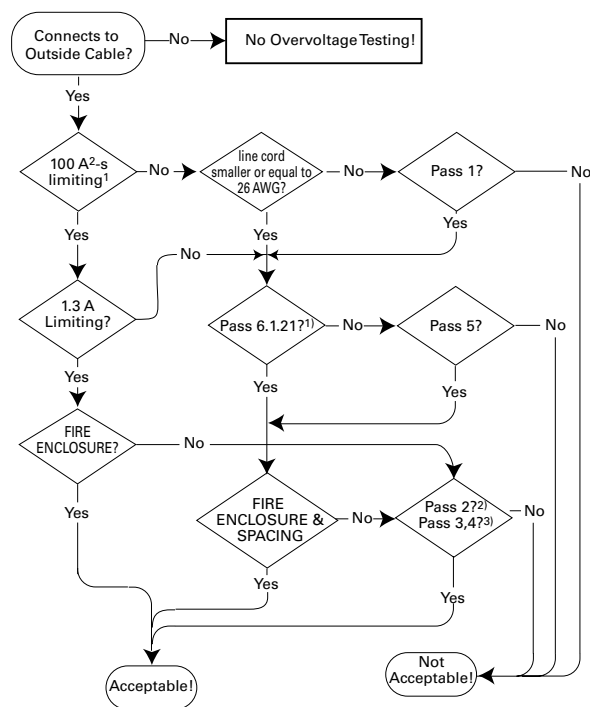 Connects to
Outside Cable?
No
No Overvoltage Testing!
Yes
100 A²-s
limiting¹
No
line cord
smaller or equal to
26 AWG?
No
Pass 1?
No
Yes
Yes
Yes
No
1.3 A
Limiting?
Pass 6.1.21?¹⁾
No
Pass 5?
No
Yes
Yes
Yes
FIRE
ENCLOSURE?
No
Yes
FIRE
ENCLOSURE &
SPACING
No
Pass 2?²⁾
Pass 3,4?³⁾
No
Yes
Yes
Acceptable!
Not
Acceptable!